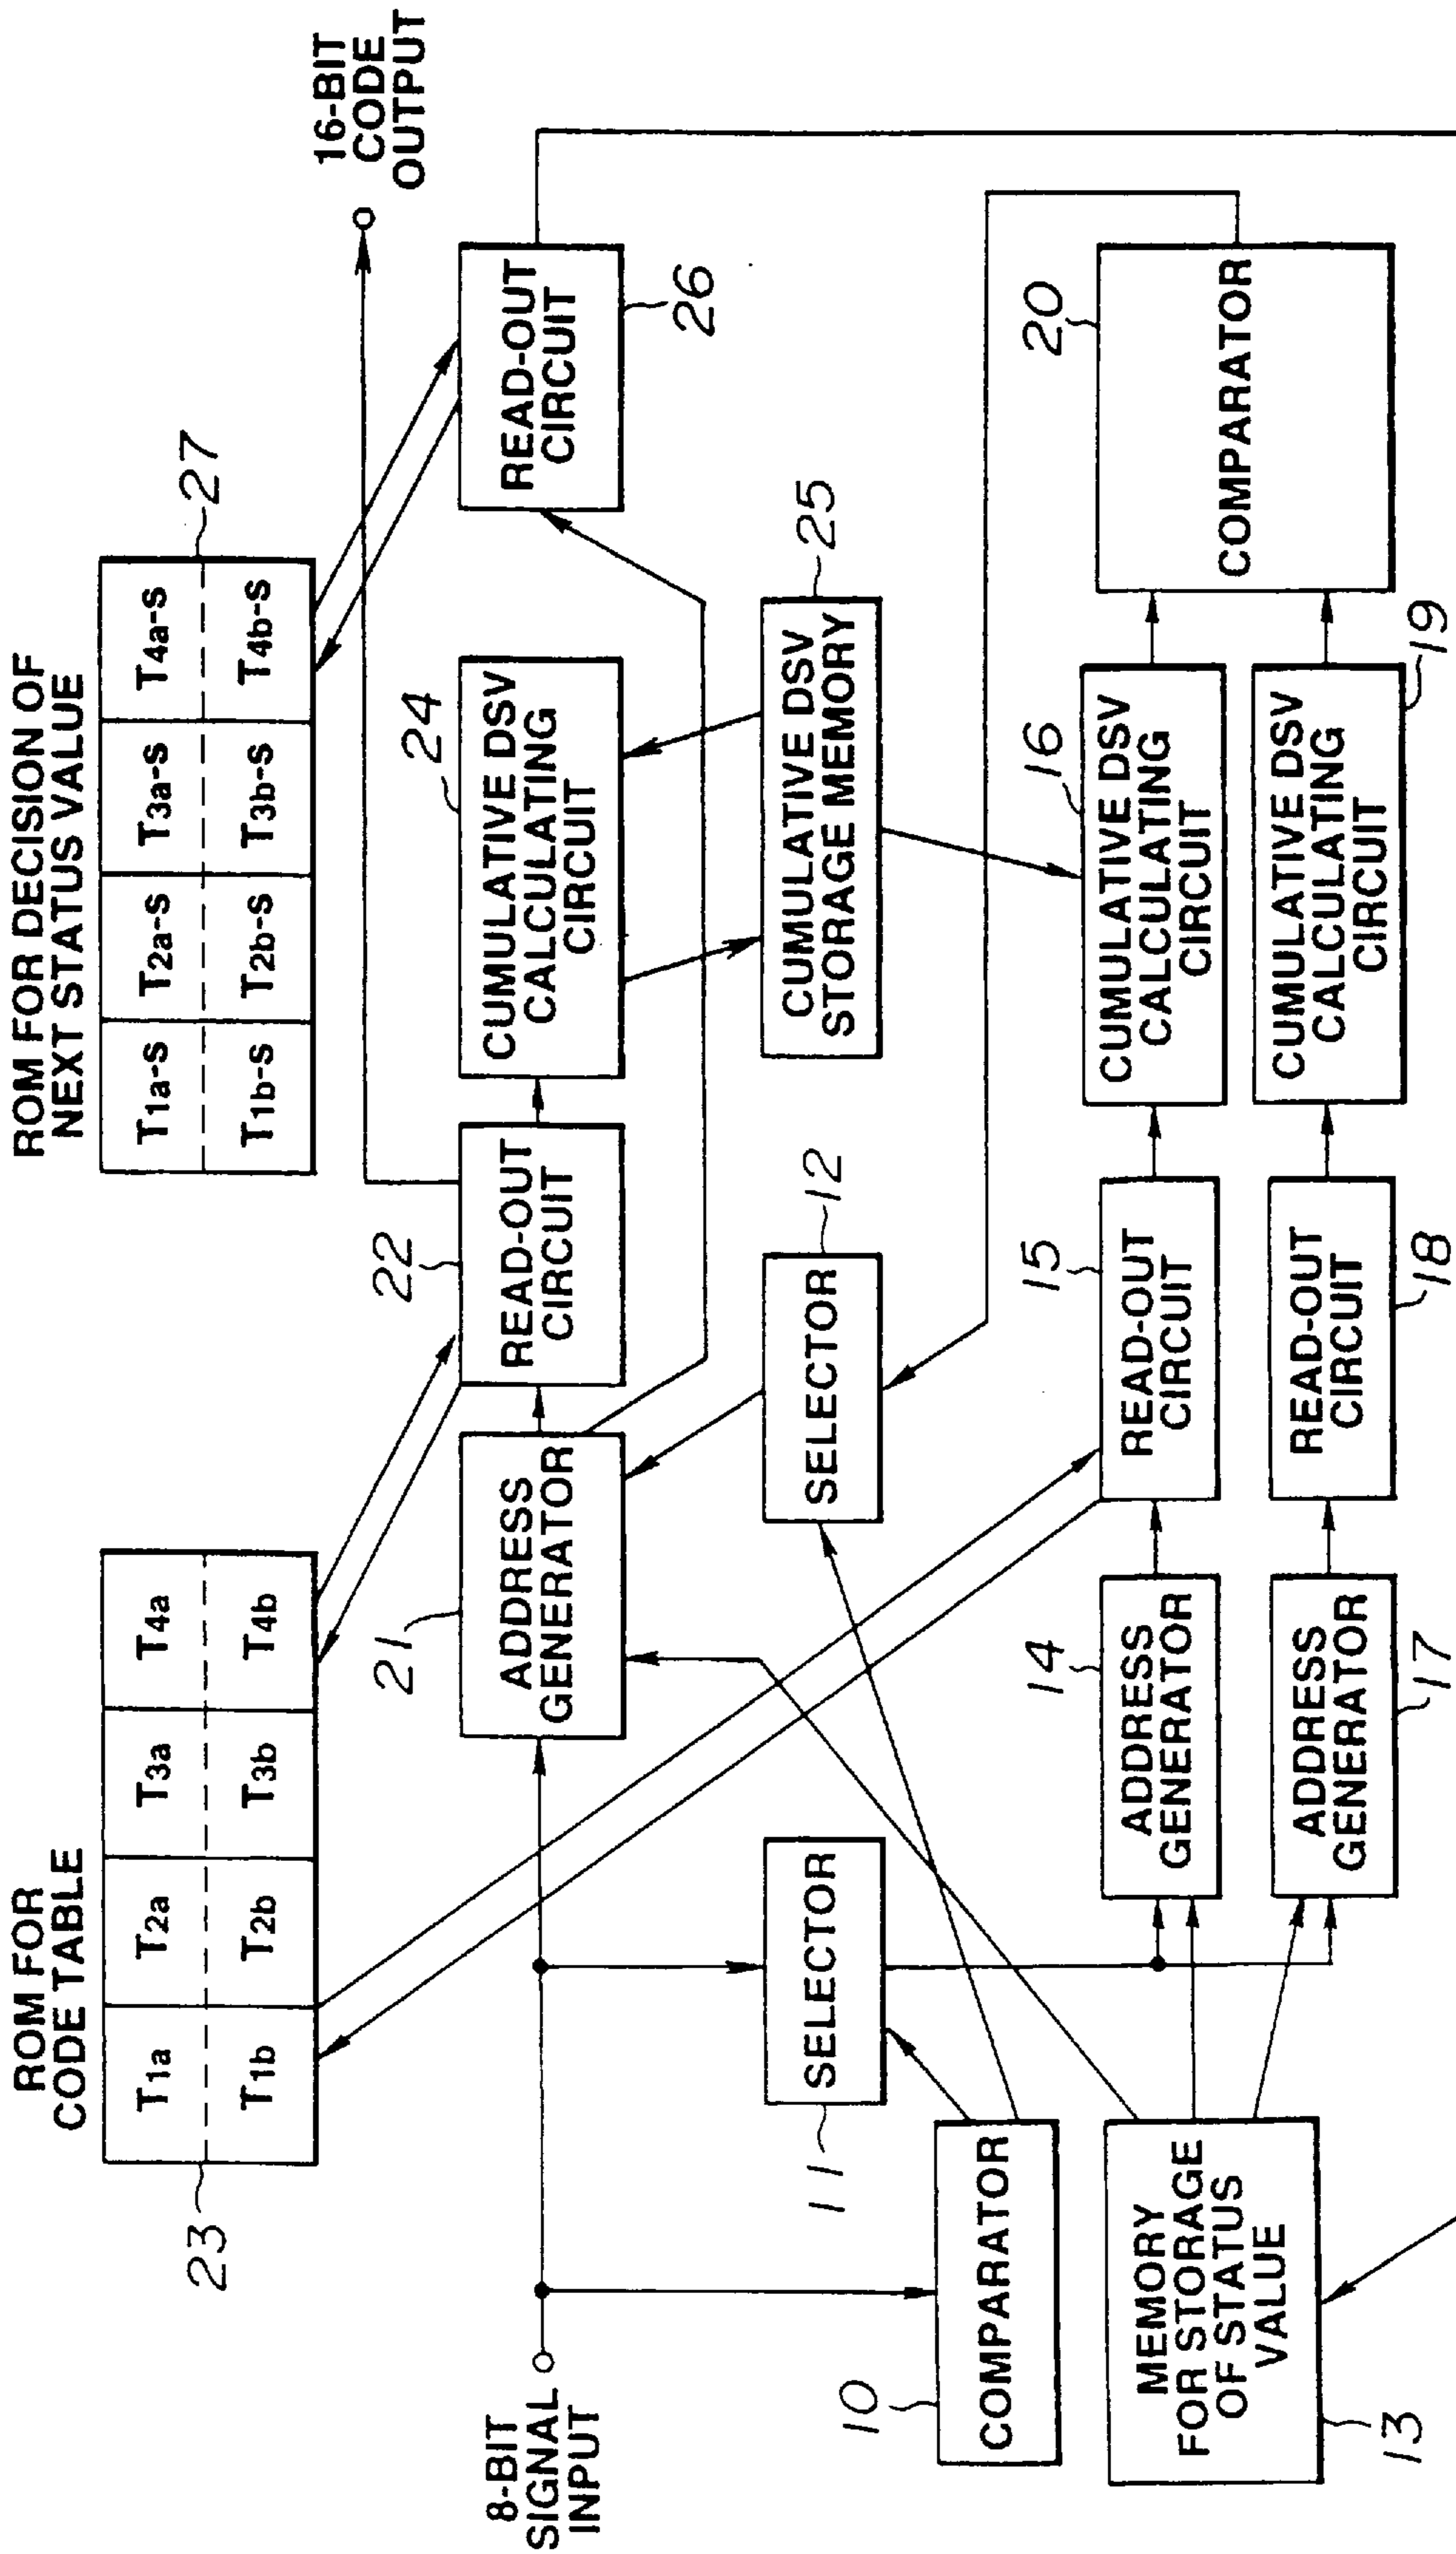 ROM FOR
CODE TABLE
T1a
T2a
T3a
T4a
T1b
T2b
T3b
T4b
23
ROM FOR DECISION OF
NEXT STATUS VALUE
T1a-S
T2a-S
T3a-S
T4a-S
T1b-S
T2b-S
T3b-S
T4b-S
27
16-BIT
CODE
OUTPUT
8-BIT
SIGNAL
INPUT
21
ADDRESS
GENERATOR
22
READ-OUT
CIRCUIT
24
CUMULATIVE DSV
CALCULATING
CIRCUIT
READ-OUT
CIRCUIT
26
11
SELECTOR
SELECTOR
12
CUMULATIVE DSV
STORAGE MEMORY
25
10
COMPARATOR
MEMORY
FOR STORAGE
OF STATUS
VALUE
13
14
ADDRESS
GENERATOR
15
READ-OUT
CIRCUIT
16
CUMULATIVE DSV
CALCULATING
CIRCUIT
20
COMPARATOR
ADDRESS
GENERATOR
17
READ-OUT
CIRCUIT
18
CUMULATIVE DSV
CALCULATING
CIRCUIT
19